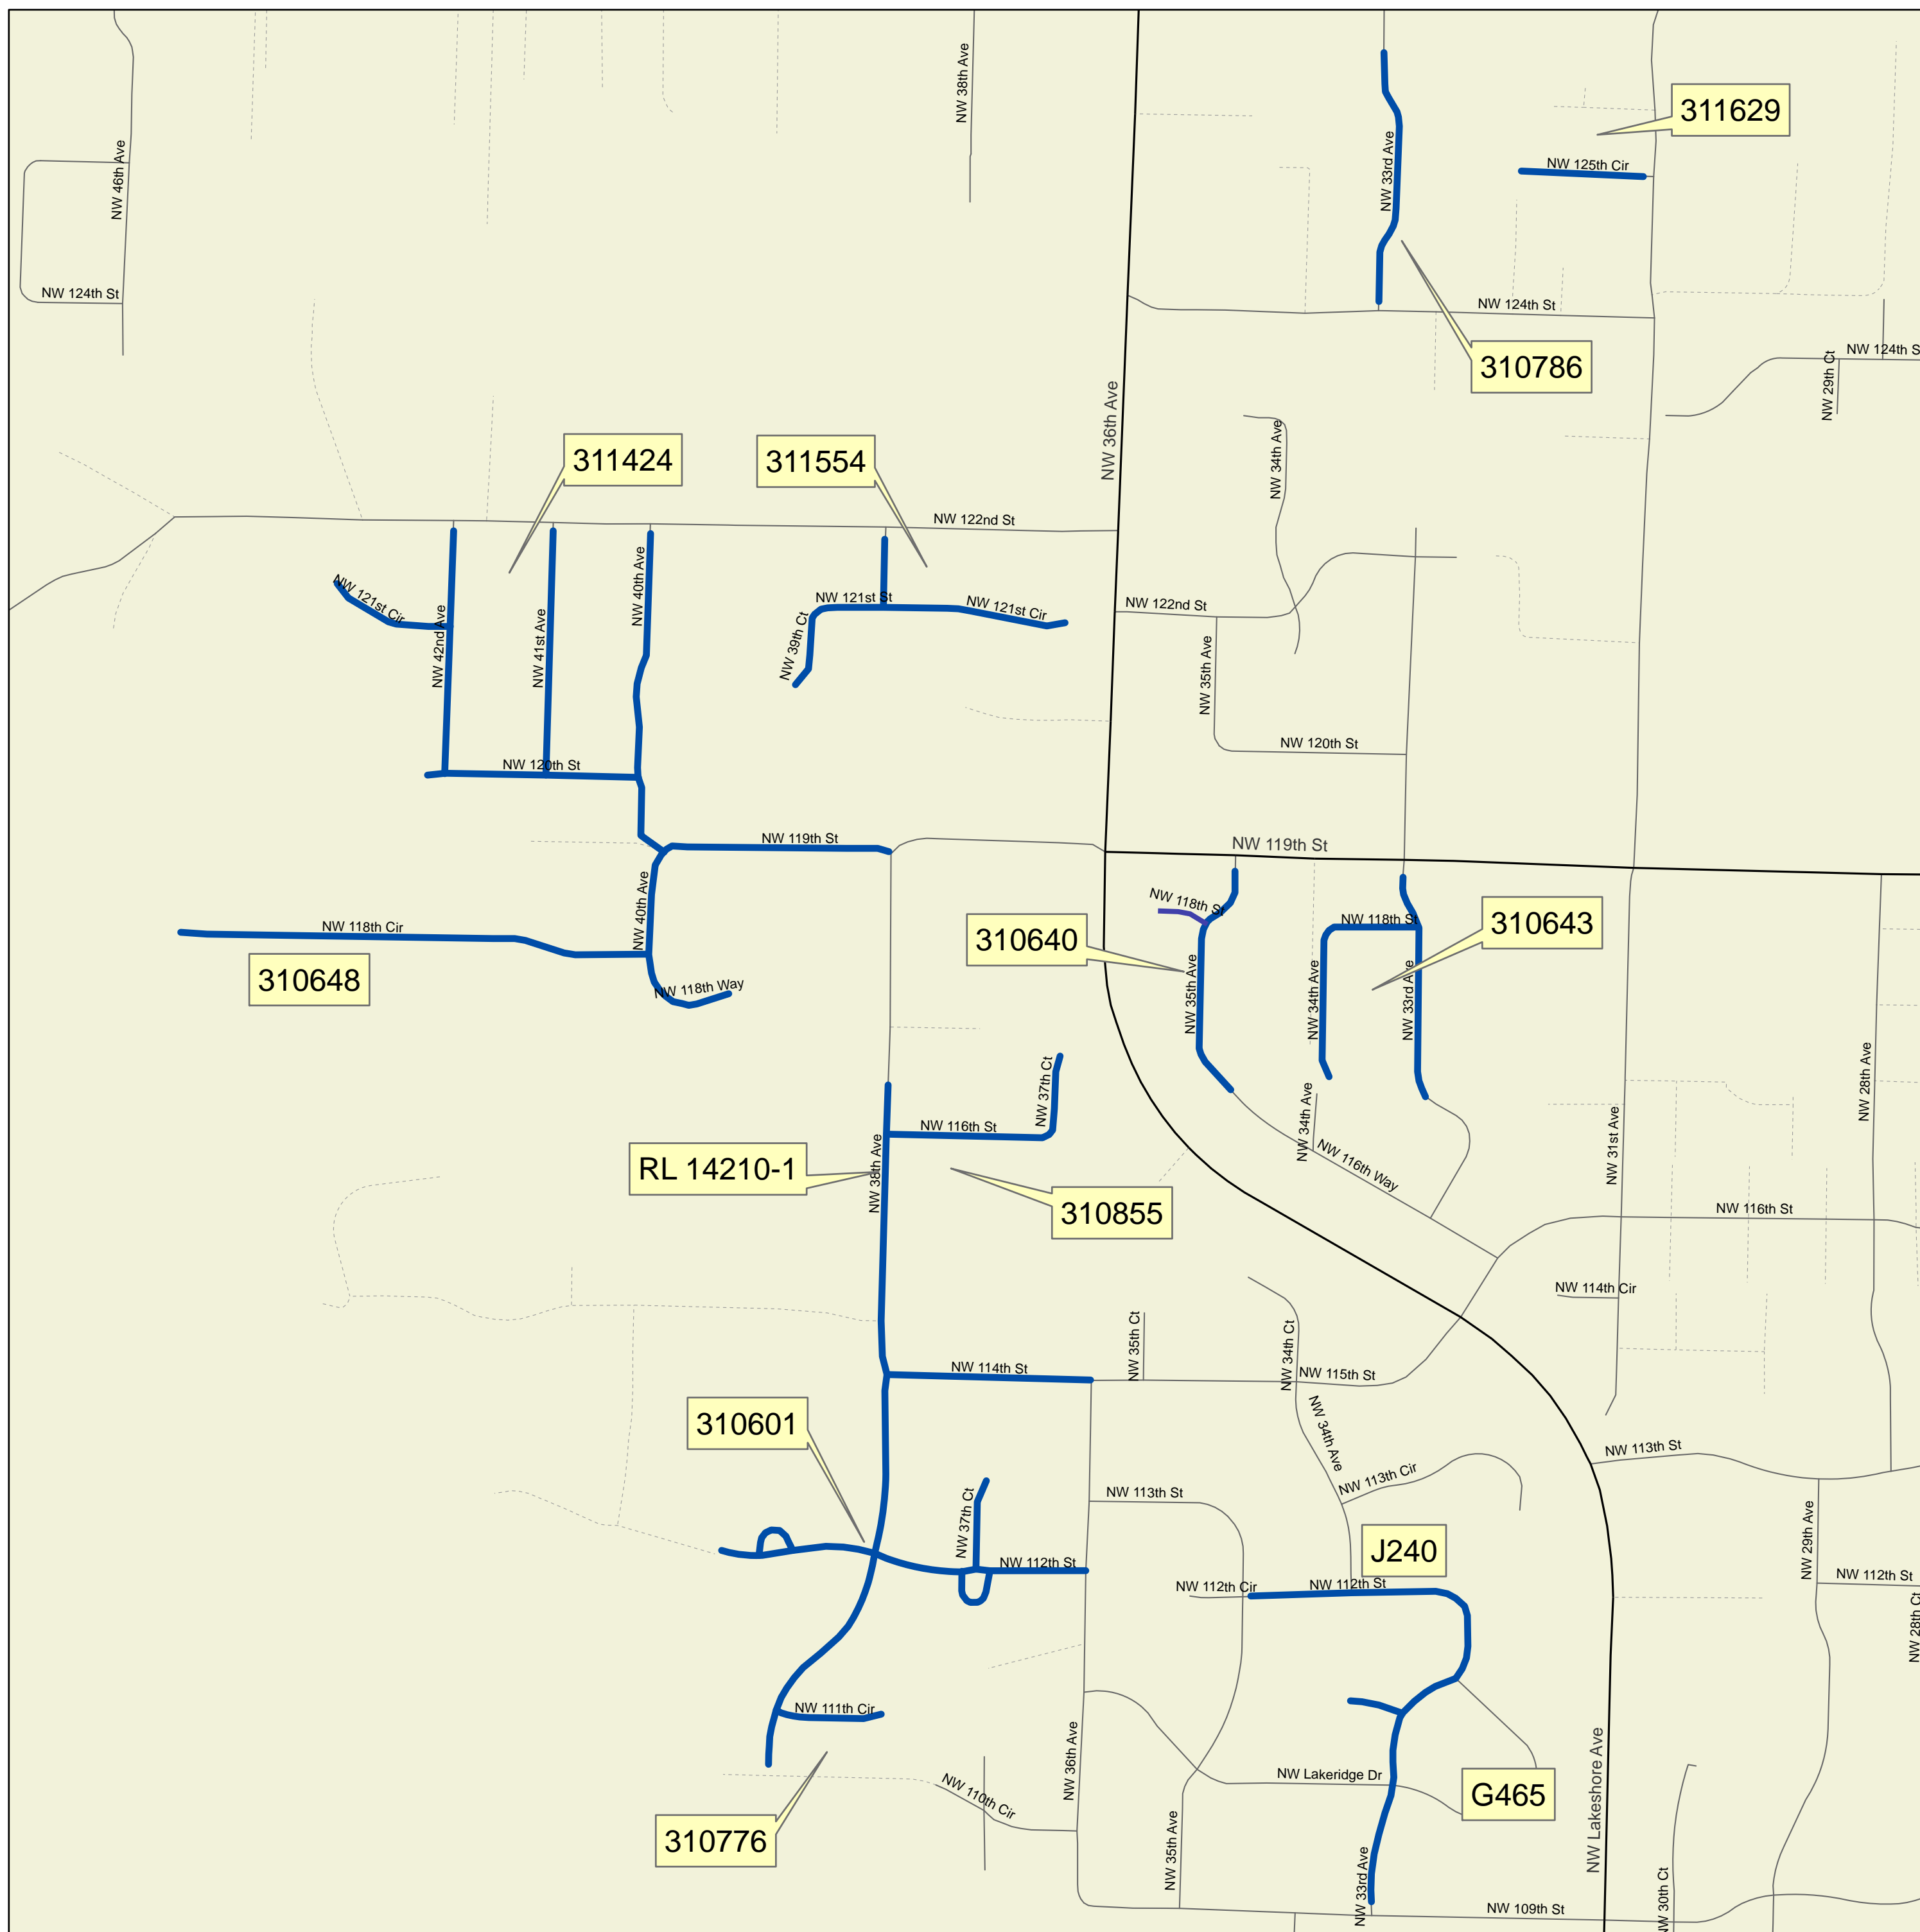 NW 38th Ave
311629
NW 46th Ave
NW 33rd Ave
NW 125th Cir
NW 124th St
NW 124th St
NW 124th S
310786
NW 29th Ct
NW 36th Ave
311424
311554
NW 34th Ave
NW 122nd St
NW 121st Cir
NW 40th Ave
NW 121st St
NW 121st Cir
NW 122nd St
NW 42nd Ave
NW 41st Ave
NW 39th Ct
NW 35th Ave
NW 120th St
NW 120th St
NW 119th St
NW 119th St
NW 40th Ave
NW 118th St
NW 118th St
310643
NW 118th Cir
310640
310648
NW 118th Way
NW 35th Ave
NW 34th Ave
NW 33rd Ave
NW 37th Ct
NW 28th Ave
NW 116th St
NW 34th Ave
NW 31st Ave
RL 14210-1
NW 38th Ave
NW 116th Way
310855
NW 116th St
NW 114th Cir
NW 35th Ct
NW 34th Ct
NW 114th St
NW 115th St
310601
NW 34th Ave
NW 113th St
NW 113th Cir
NW 113th St
NW 37th Ct
NW 29th Ave
J240
NW 112th St
NW 112th Cir
NW 112th St
NW 112th St
NW 28th Ct
NW 111th Cir
NW 36th Ave
NW Lakeridge Dr
NW Lakeshore Ave
NW 110th Cir
G465
310776
NW 35th Ave
NW 33rd Ave
NW 30th Ct
NW 109th St